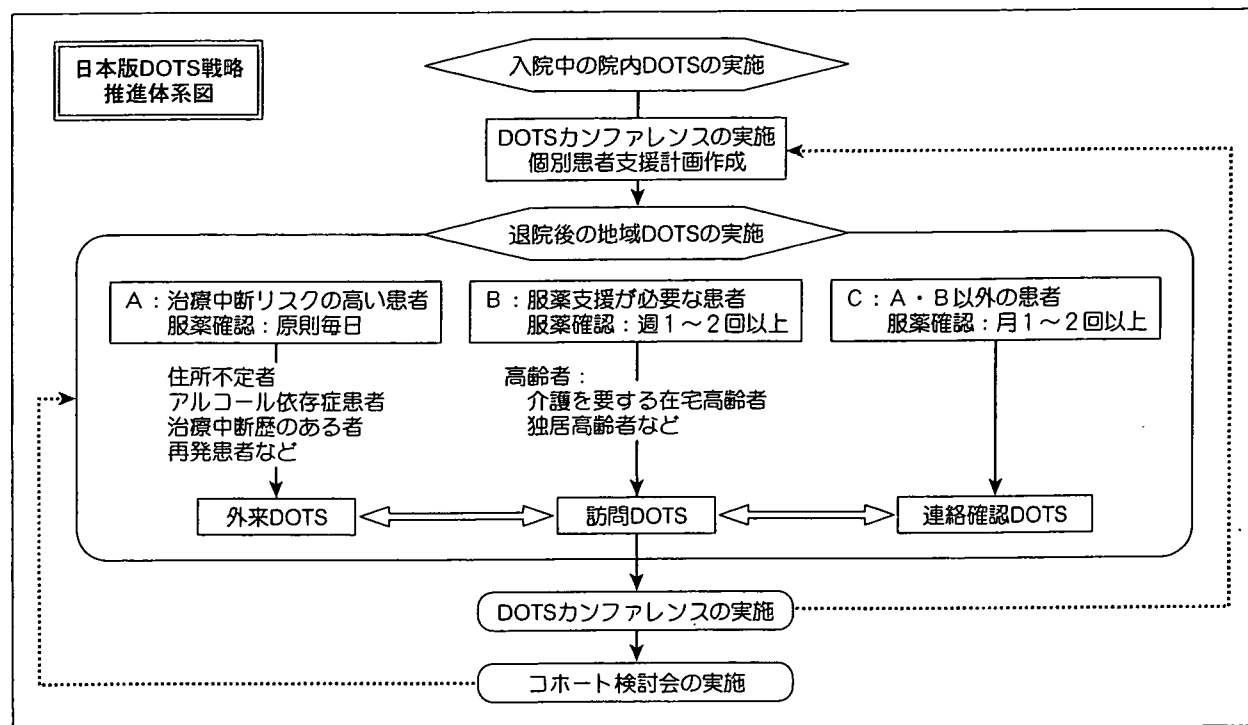 日本版DOTS戦略
推進体系図
入院中の院内DOTSの実施
DOTSカンファレンスの実施
個別患者支援計画作成
退院後の地域DOTSの実施
A:治療中断リスクの高い患者
服薬確認:原則毎日
B:服薬支援が必要な患者
服薬確認:週1~2回以上
C:A・B以外の患者
服薬確認:月1~2回以上
住所不定者
アルコール依存症患者
治療中断歴のある者
再発患者など
高齢者:
介護を要する在宅高齢者
独居高齢者など
外来DOTS
訪問DOTS
連絡確認DOTS
DOTSカンファレンスの実施
コホート検討会の実施